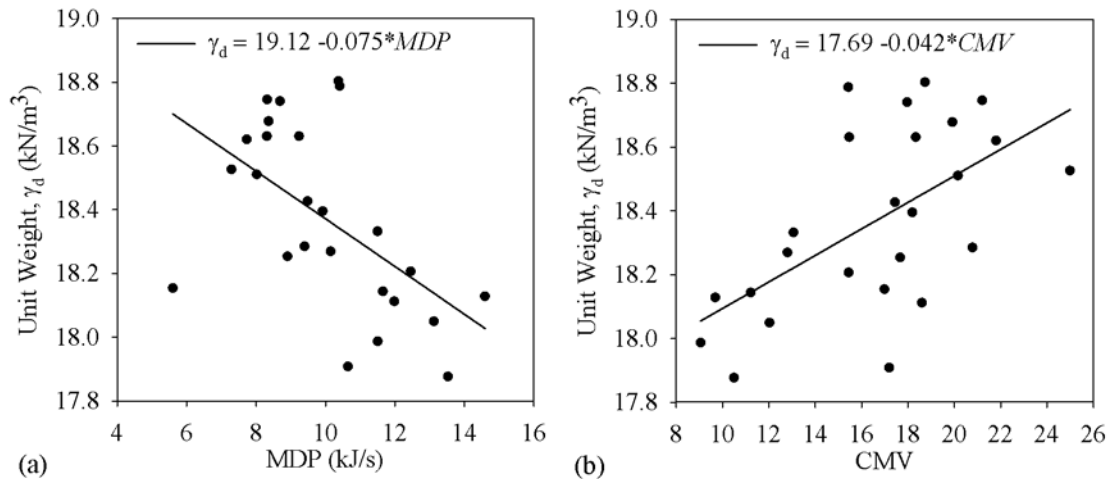 γd = 19.12 -0.075*MDP
19.0
18.8
18.6
18.4
18.2
18.0
17.8
Unit Weight, γd (kN/m³)
4 6 8 10 12 14 16
MDP (kJ/s)
(a)
γd = 17.69 -0.042*CMV
19.0
18.8
18.6
18.4
18.2
18.0
17.8
Unit Weight, γd (kN/m³)
8 10 12 14 16 18 20 22 24 26
CMV
(b)